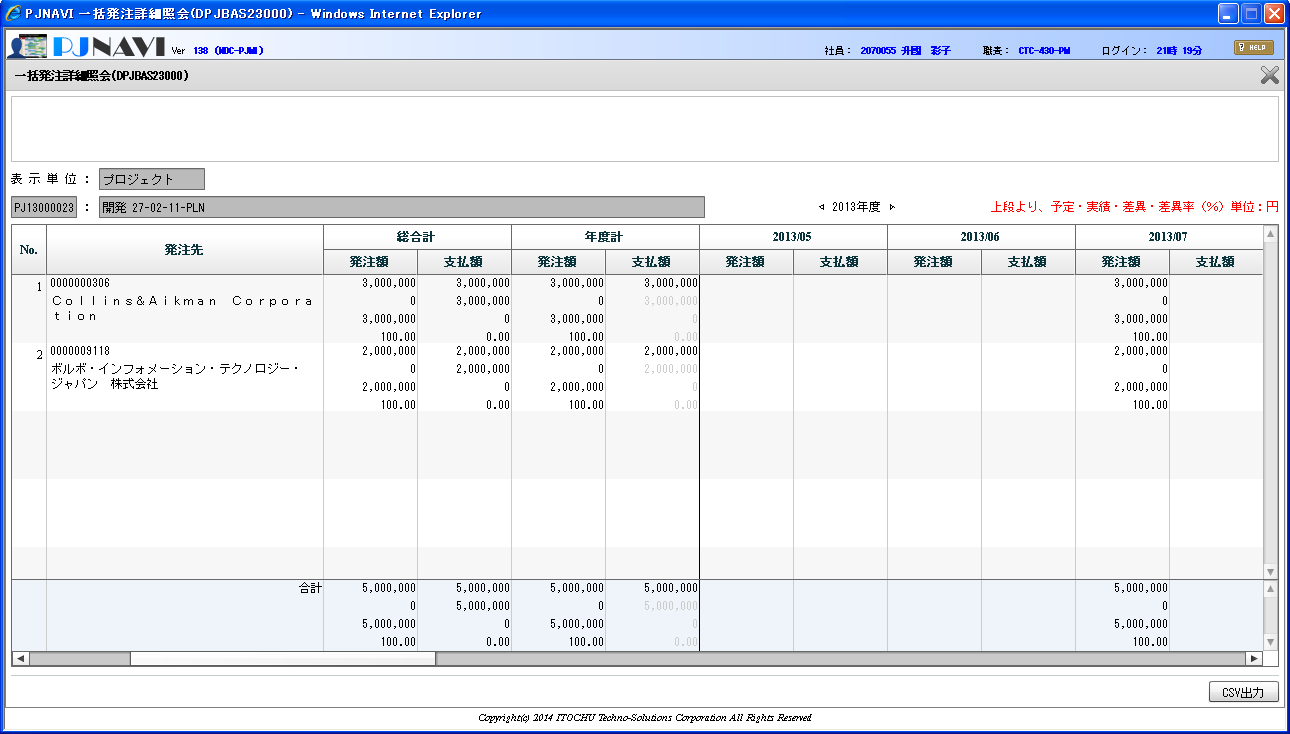 PJNAVI 一括発注詳細照会(DPJBAS23000) - Windows Internet Explorer
PJNAVI Ver 138 (NDC-PJM) 社員： 2070055 升國 彩子 職責： CTC-430-PM ログイン： 21時 19分 ? HELP
一括発注詳細照会(DPJBAS23000)
表示単位： プロジェクト
PJ13000023 ： 開発 27-02-11-PLN 2013年度 上段より、予定・実績・差異・差異率（%）単位：円
No. 発注先 総合計 年度計 2013/05 2013/06 2013/07
発注額 支払額 発注額 支払額 発注額 支払額 発注額 支払額 発注額 支払額
1 0000000306 3,000,000 3,000,000 3,000,000 3,000,000 3,000,000
Ｃｏｌｌｉｎｓ＆Ａｉｋｍａｎ　Ｃｏｒｐｏｒａ 0 3,000,000 0 3,000,000 0
ｔｉｏｎ 3,000,000 0 3,000,000 0 3,000,000
100.00 0.00 100.00 0.00 100.00
2 0000009118 2,000,000 2,000,000 2,000,000 2,000,000 2,000,000
ボルボ・インフォメーション・テクノロジー・ 0 2,000,000 0 2,000,000 0
ジャパン　株式会社 2,000,000 0 2,000,000 0 2,000,000
100.00 0.00 100.00 0.00 100.00
合計 5,000,000 5,000,000 5,000,000 5,000,000 5,000,000
0 5,000,000 0 5,000,000 0
5,000,000 0 5,000,000 0 5,000,000
100.00 0.00 100.00 0.00 100.00
CSV出力
Copyright(c) 2014 ITOCHU Techno-Solutions Corporation All Rights Reserved